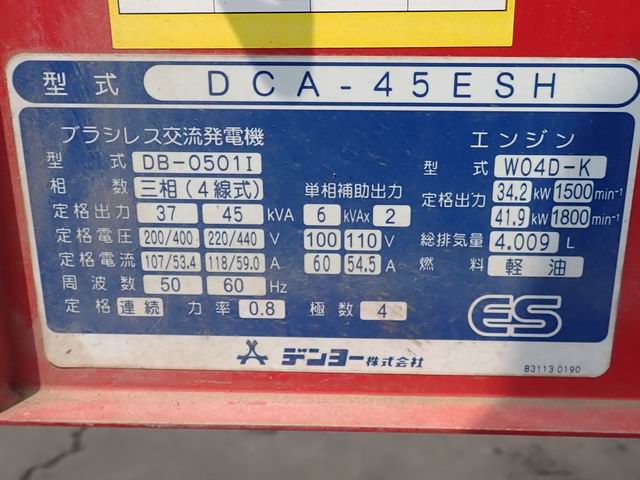 型式 DCA-45ESH
ブラシレス交流発電機 エンジン
型式 DB-0501I 型式 W04D-K
相数 三相(4線式) 単相補助出力 定格出力 34.2 kW 1500 min⁻¹
定格出力 37 45 kVA 6 kVA× 2 41.9 kW 1800 min⁻¹
定格電圧 200/400 220/440 V 100 110 V 総排気量 4.009 L
定格電流 107/53.4 118/59.0 A 60 54.5 A 燃料 軽油
周波数 50 60 Hz
定格 連続 力率 0.8 極数 4 ES
デンヨー株式会社
B3113 0190